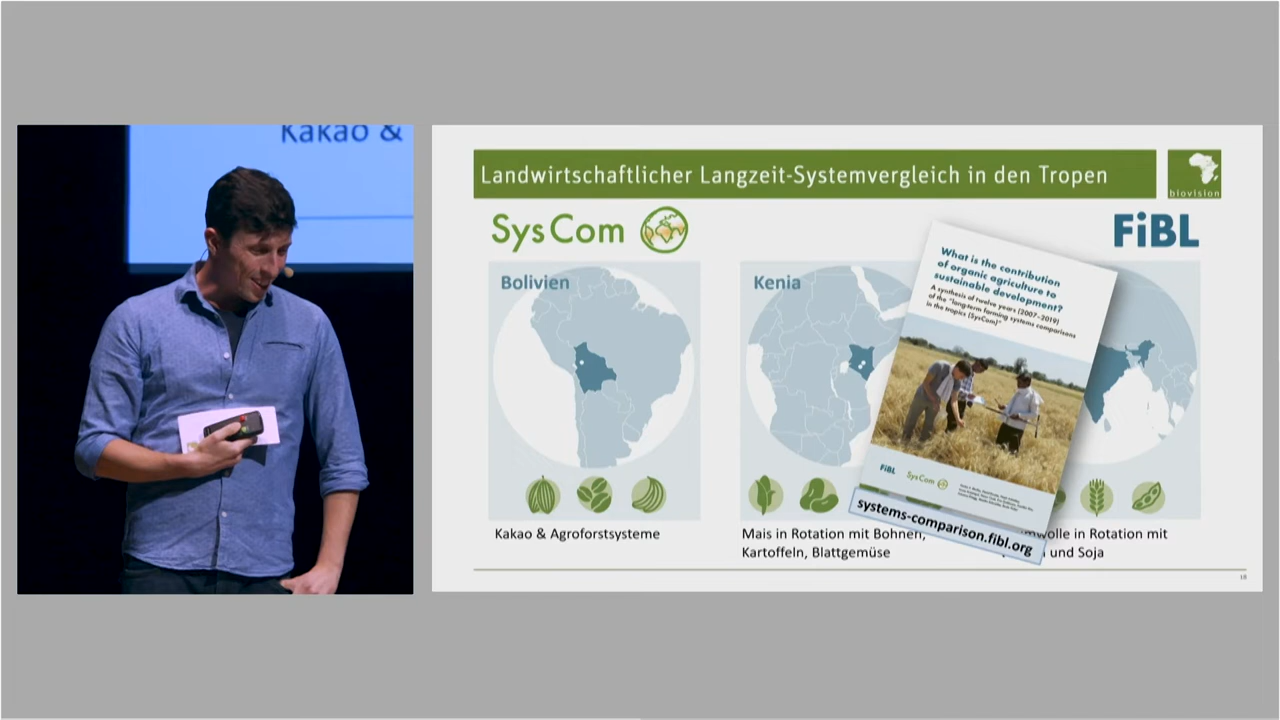 Kakao &
Landwirtschaftlicher Langzeit-Systemvergleich in den Tropen
biovision
SysCom
FiBL
Bolivien
Kenia
What is the contribution
of organic agriculture to
sustainable development?
A synthesis of twelve years (2007–2019)
of the "long-term farming systems comparisons
in the tropics (SysCom)"
FiBL
SysCom
systems-comparison.fibl.org
Kakao & Agroforstsysteme
Mais in Rotation mit Bohnen,
Kartoffeln, Blattgemüse
wolle in Rotation mit
und Soja
18